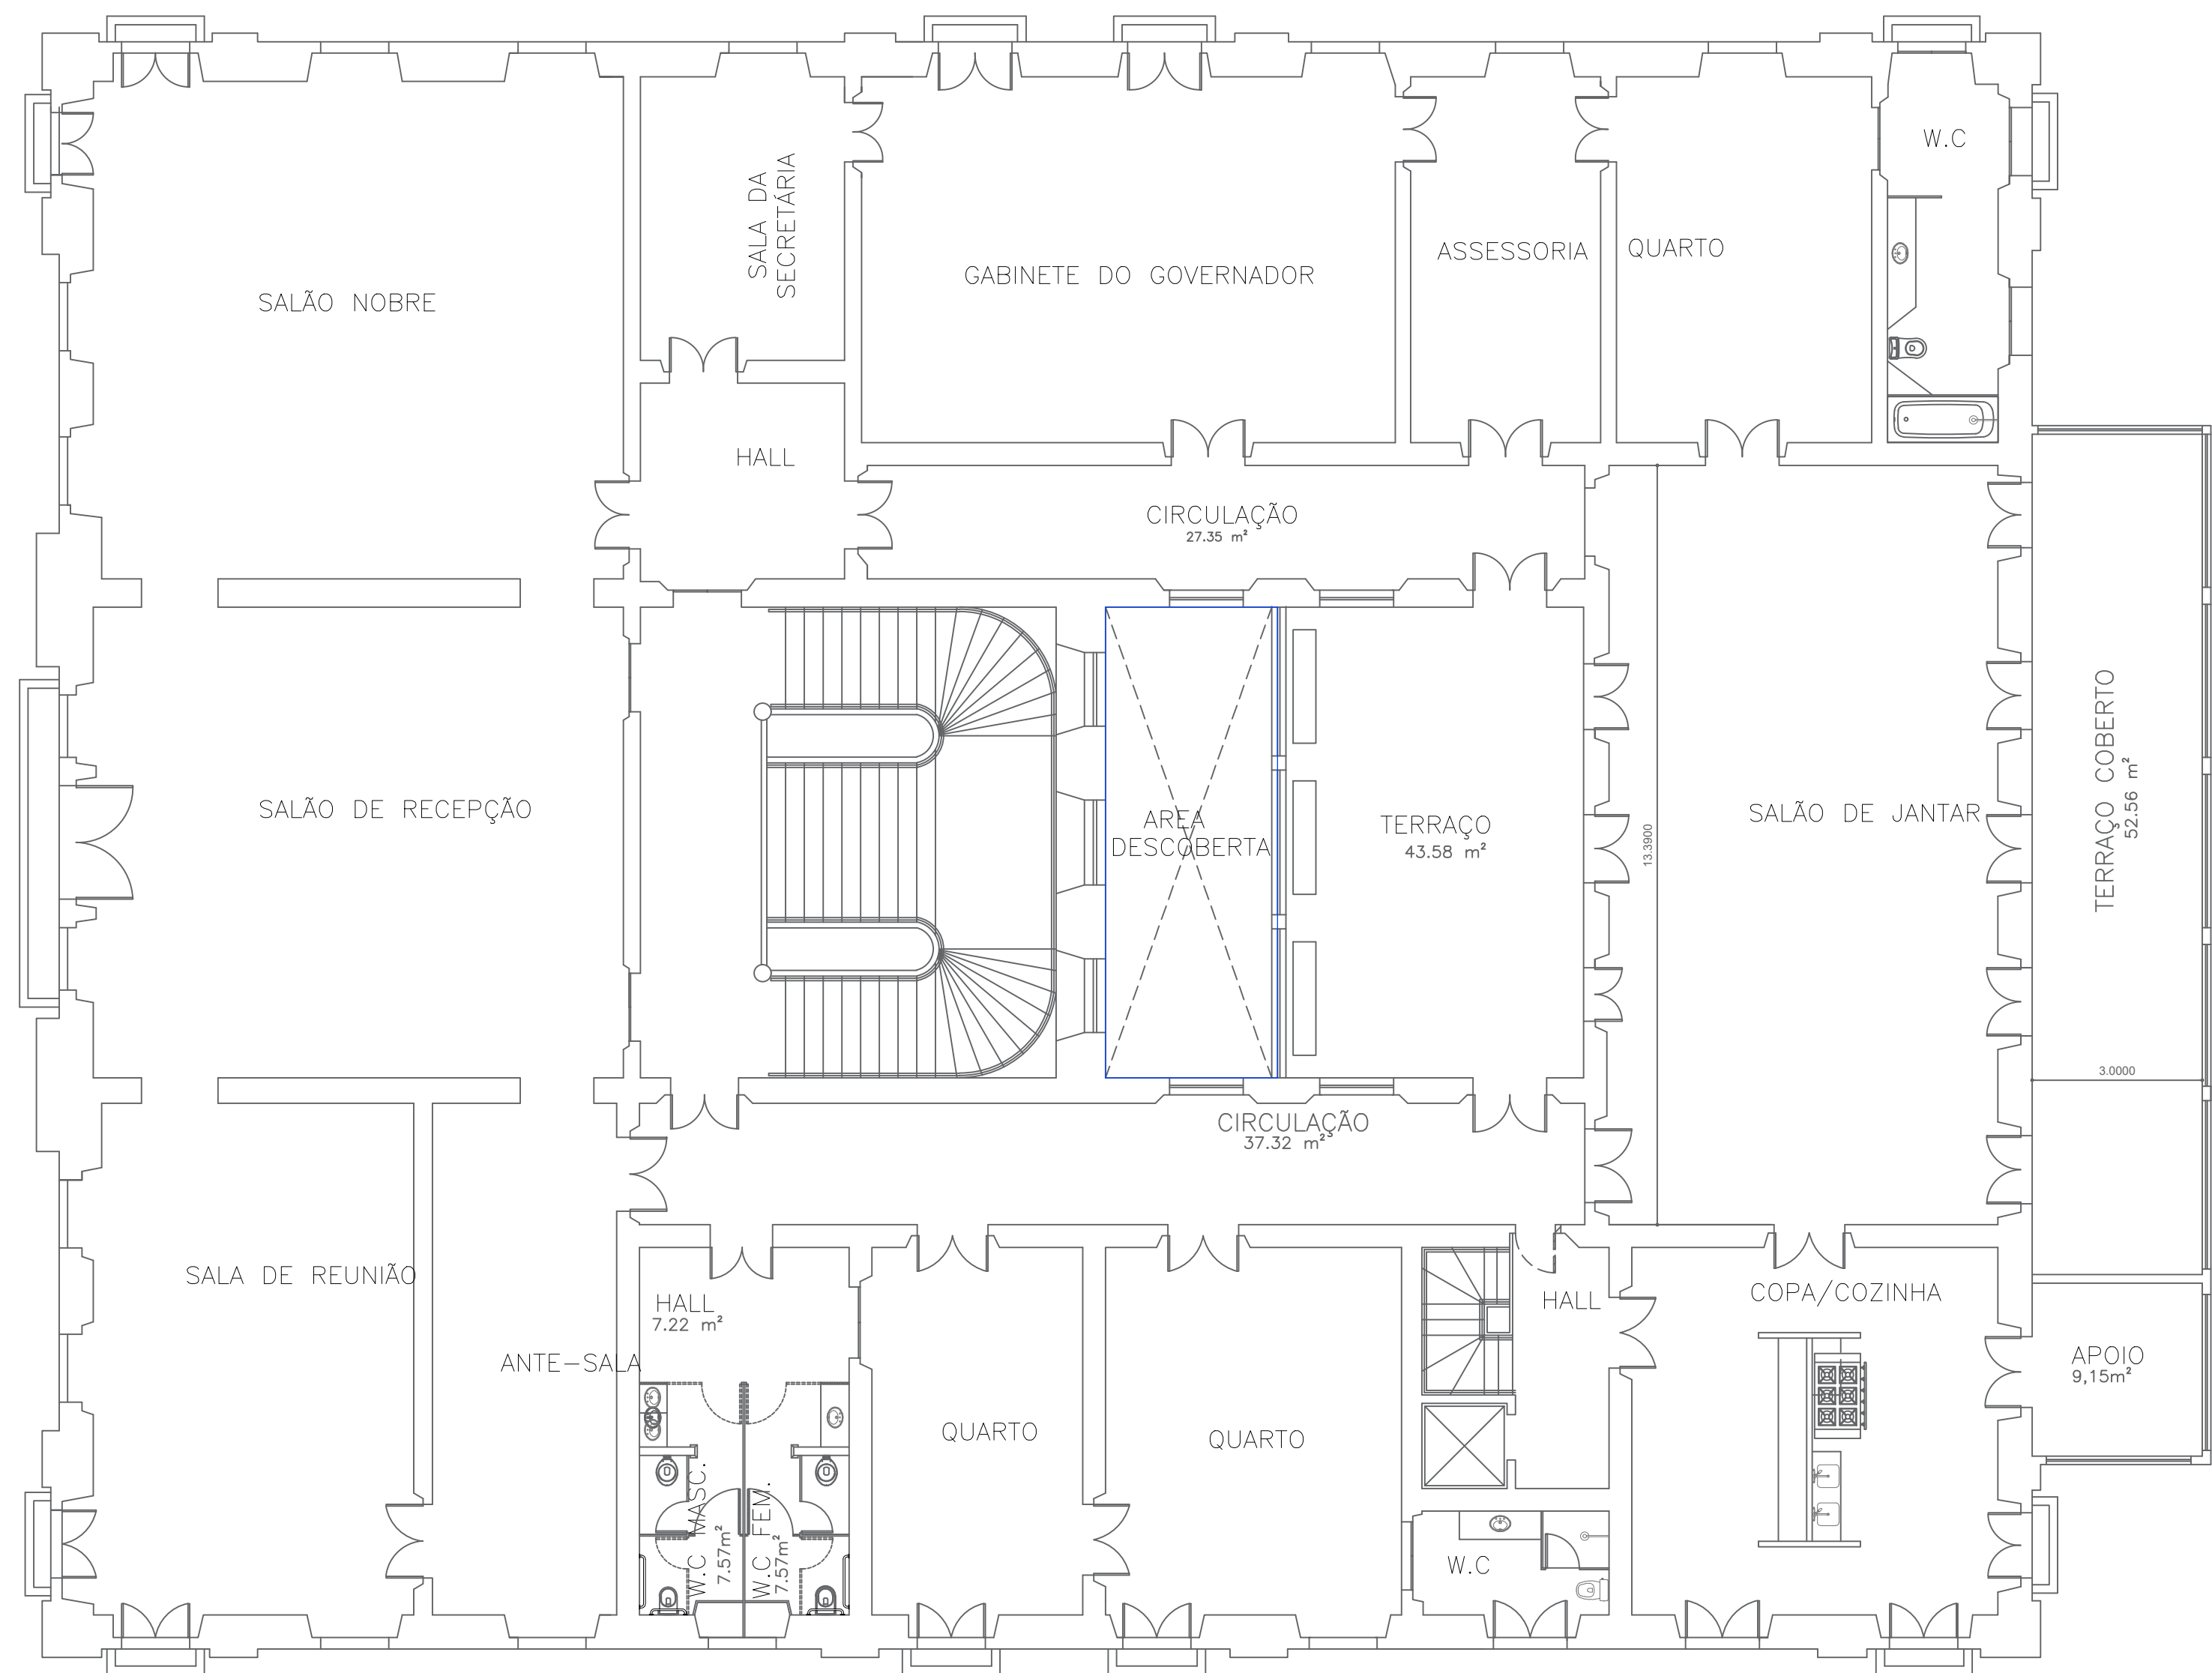 W.C
SALA DA
SECRETÁRIA
ASSESSORIA
QUARTO
GABINETE DO GOVERNADOR
SALÃO NOBRE
HALL
CIRCULAÇÃO
27.35 m²
TERRAÇO COBERTO
52.56 m²
SALÃO DE RECEPÇÃO
AREA
DESCOBERTA
TERRAÇO
43.58 m²
13.3900
SALÃO DE JANTAR
3.0000
CIRCULAÇÃO
37.32 m²
SALA DE REUNIÃO
HALL
7.22 m²
HALL
COPA/COZINHA
ANTE-SALA
APOIO
9,15m²
QUARTO
QUARTO
W.C MASC.
7.57m²
W.C FEM.
7.57m²
W.C